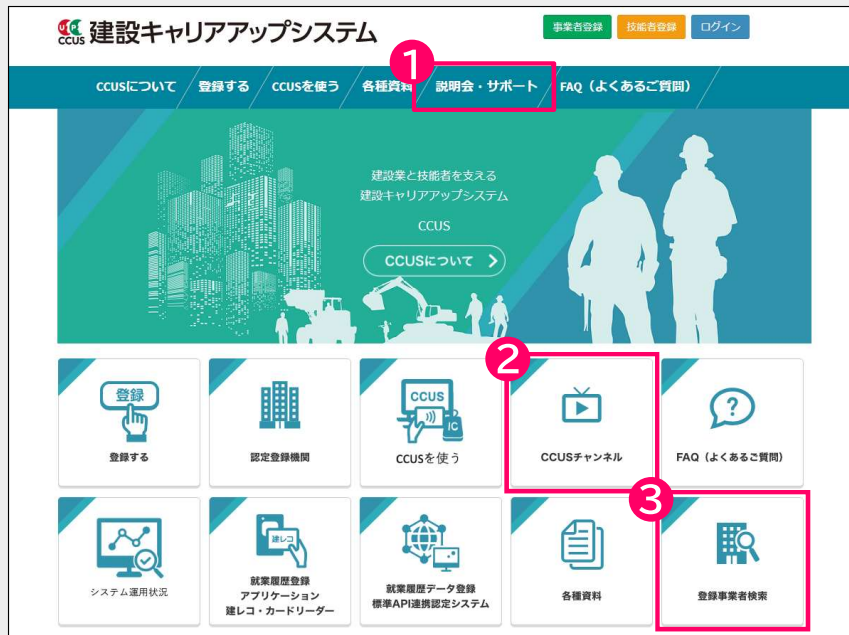 UP
CCUS 建設キャリアアップシステム
事業者登録 技能者登録 ログイン
1
CCUSについて 登録する CCUSを使う 各種資料 説明会・サポート FAQ（よくあるご質問）
建設業と技能者を支える
建設キャリアアップシステム
CCUS
CCUSについて
2
登録
登録する
認定登録機関
CCUS
IC
CCUSを使う
CCUSチャンネル
?
FAQ（よくあるご質問）
3
システム運用状況
建レコ
就業履歴登録
アプリケーション
建レコ・カードリーダー
就業履歴データ登録
標準API連携認定システム
各種資料
登録事業者検索